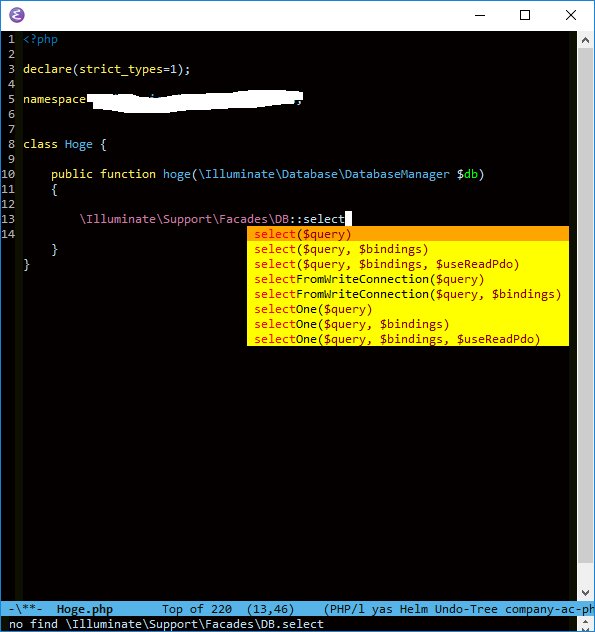 1 <?php
2
3 declare(strict_types=1);
4
5 namespace ;
6
7
8 class Hoge {
9
10 public function hoge(\Illuminate\Database\DatabaseManager $db)
11 {
12
13 \Illuminate\Support\Facades\DB::select
14 select($query)
select($query, $bindings)
} select($query, $bindings, $useReadPdo)
} selectFromWriteConnection($query)
selectFromWriteConnection($query, $bindings)
selectOne($query)
selectOne($query, $bindings)
selectOne($query, $bindings, $useReadPdo)
-\**- Hoge.php Top of 220 (13,46) (PHP/l yas Helm Undo-Tree company-ac-ph
no find \Illuminate\Support\Facades\DB.select